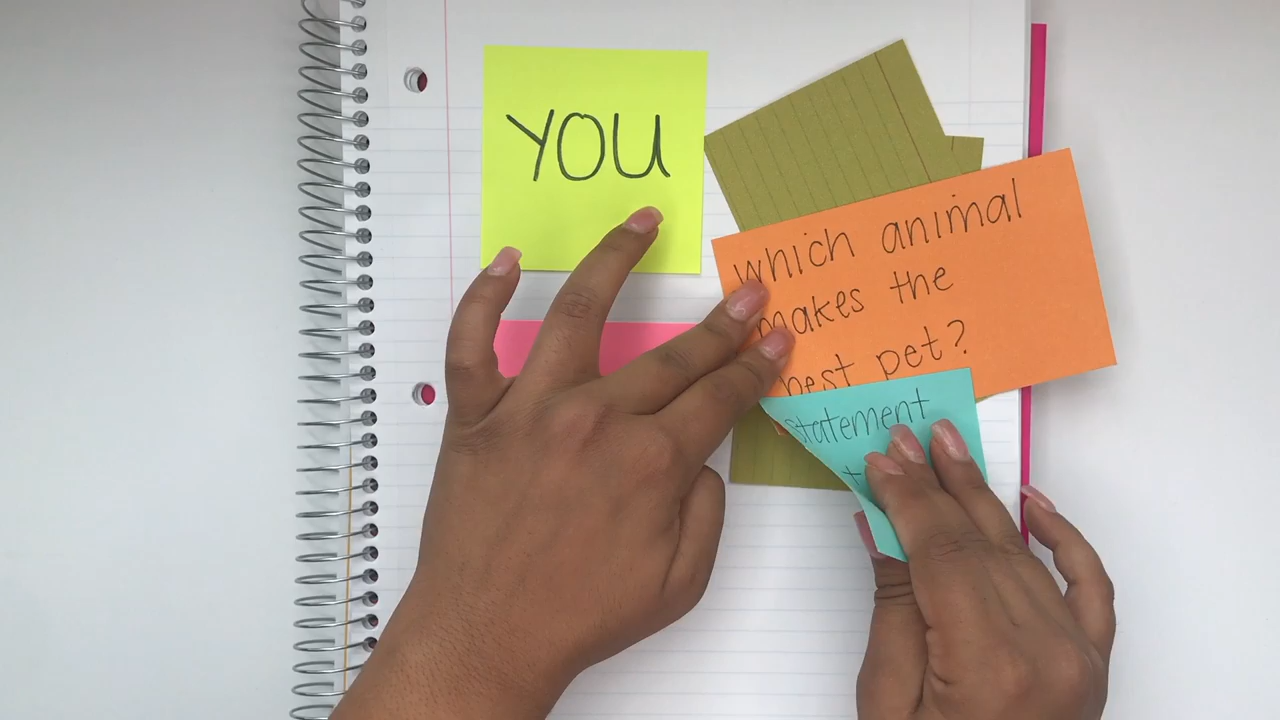 YOU
which animal
makes the
best pet?
statement